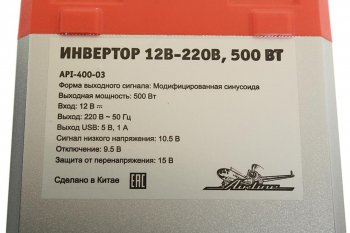 ИНВЕРТОР 12В-220В, 500 ВТ
API-400-03
Форма выходного сигнала: Модифицированная синусоида
Выходная мощность: 500 Вт
Вход: 12 В
Выход: 220 В ~ 50 Гц
Выход USB: 5 В, 1 А
Сигнал низкого напряжения: 10.5 В
Отключение: 9.5 В
Защита от перенапряжения: 15 В
Сделано в Китае
EAC
Airline